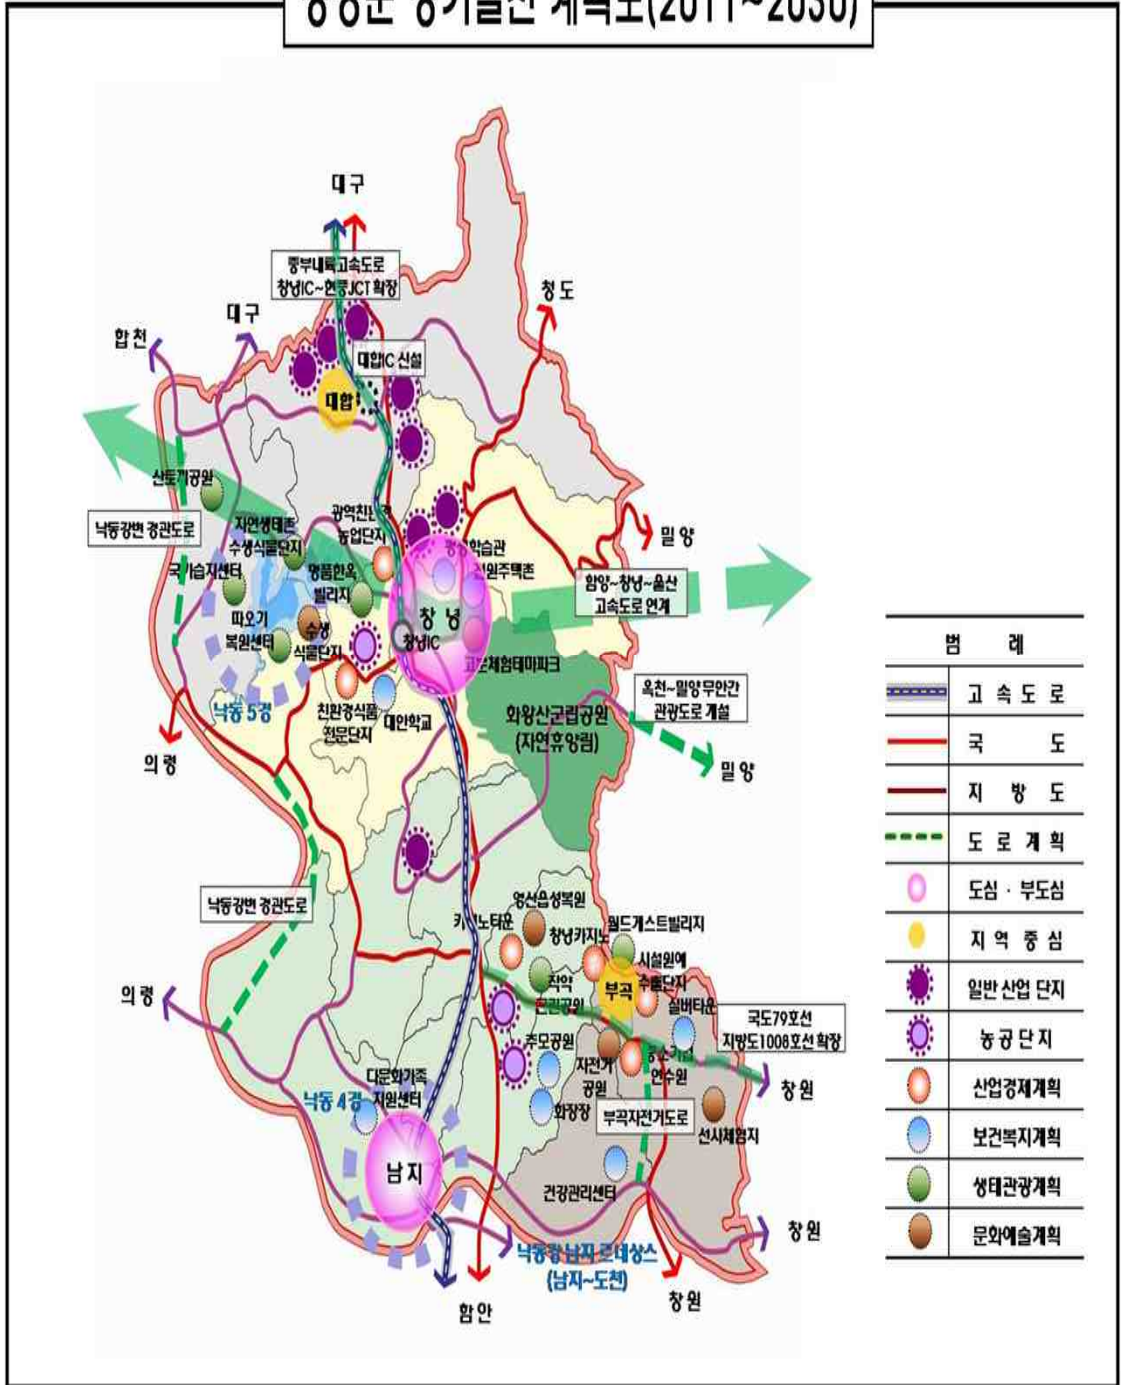 창녕군 장기발전 계획도(2011~2030)
대구
중부내륙고속도로
창녕IC~현풍JCT 확장
청도
대구
합천
대합IC 신설
대합
산토끼공원
낙동강변 경관도로
자연생태촌
수생식물단지
광역친환경
농업단지
밀양
국가습지센터
명품한옥
빌리지
전원주택촌
함양~창녕~울산
고속도로 연계
따오기
복원센터
수생
식물단지
창녕
창녕IC
고분체험테마파크
옥천~밀양무안간
관광도로 개설
낙동 5경
친환경식품
전문단지
대안학교
화왕산군립공원
(자연휴양림)
의령
밀양
낙동강변 경관도로
영산읍성복원
창녕카지노
월드게스트빌리지
시설원예
수출단지
부곡
작약
실버타운
국도79호선
지방도1008호선 확장
의령
추모공원
자전거
공원
중소기업
연수원
창원
다문화가족
지원센터
낙동 4경
화장장
부곡자전거도로
선사체험지
남지
건강관리센터
창원
낙동강 남지 르네상스
(남지~도천)
함안
창원
범 례
고속도로
국 도
지방도
도로계획
도심 · 부도심
지역중심
일반산업단지
농공단지
산업경제계획
보건복지계획
생태관광계획
문화예술계획